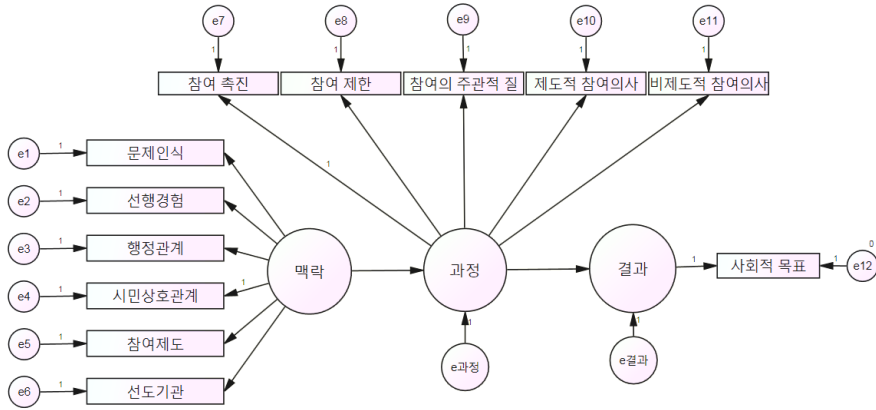 e7
e8
e9
e10
e11
1
1
1
1
1
참여 촉진
참여 제한
참여의 주관적 질
제도적 참여의사
비제도적 참여의사
e1
1
문제인식
1
e2
1
선행경험
e3
1
행정관계
맥락
과정
결과
1
사회적 목표
1
0
e12
e4
1
시민상호관계
1
e5
1
참여제도
1
e과정
1
e결과
e6
1
선도기관